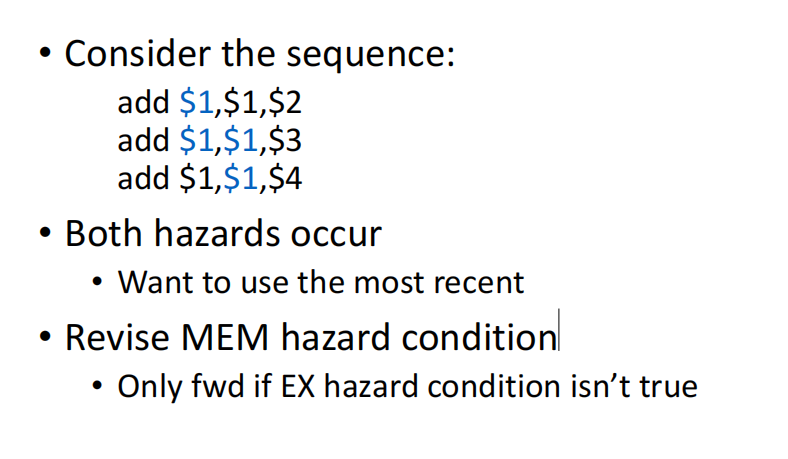 • Consider the sequence:
add $1,$1,$2
add $1,$1,$3
add $1,$1,$4
• Both hazards occur
• Want to use the most recent
• Revise MEM hazard condition
• Only fwd if EX hazard condition isn’t true